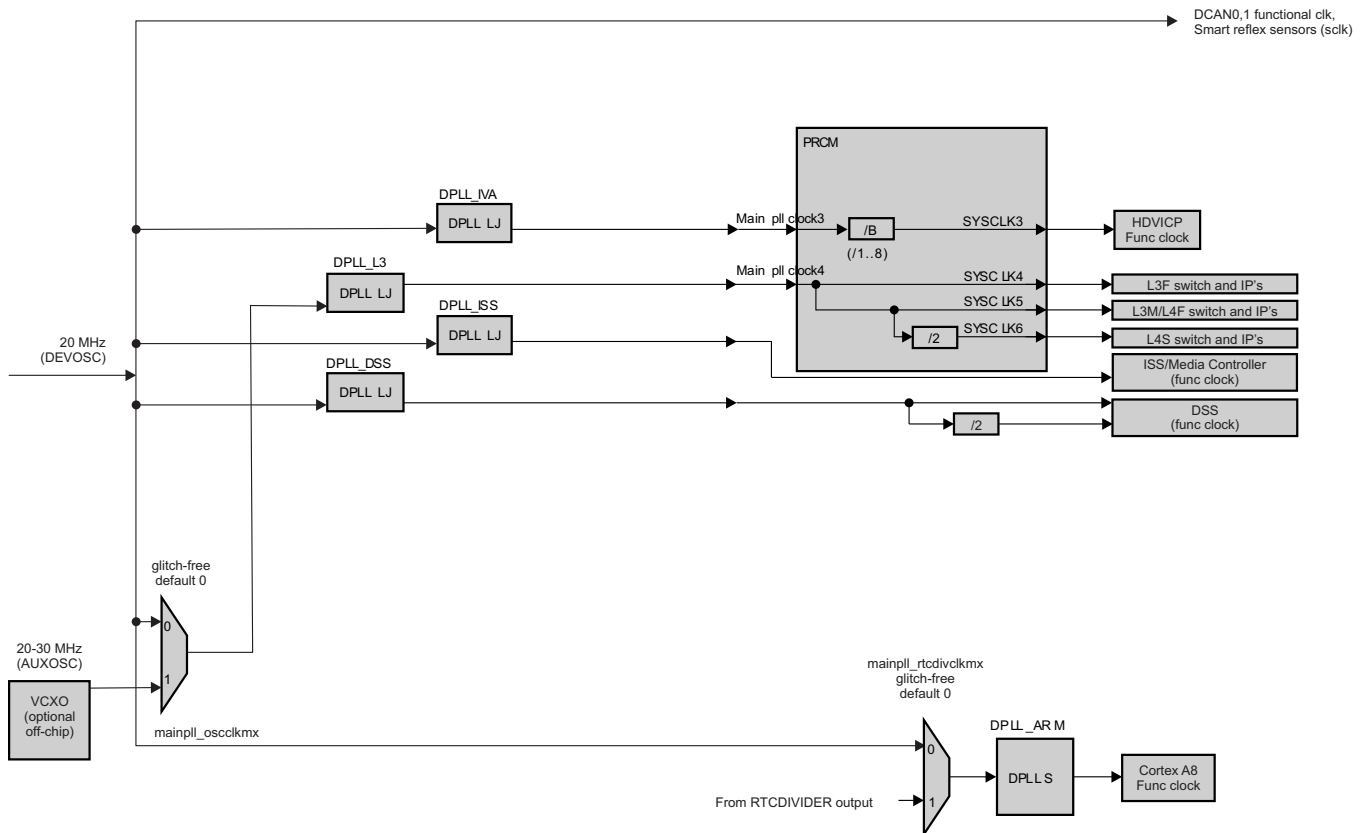 DCAN0,1 functional clk,
Smart reflex sensors (sclk)
PRCM
DPLL_IVA
DPLL LJ
Main pll clock3
/B
(/1..8)
SYSCLK3
HDVICP
Func clock
DPLL_L3
DPLL LJ
Main pll clock4
SYSC LK4
L3F switch and IP's
SYSC LK5
L3M/L4F switch and IP's
DPLL_ISS
DPLL LJ
/2
SYSC LK6
L4S switch and IP's
20 MHz
(DEVOSC)
ISS/Media Controller
(func clock)
DPLL_DSS
DPLL LJ
/2
DSS
(func clock)
glitch-free
default 0
0
1
20-30 MHz
(AUXOSC)
VCXO
(optional
off-chip)
mainpll_oscclkmx
mainpll_rtcdivclkmx
glitch-free
default 0
0
1
From RTCDIVIDER output
DPLL_AR M
DPLL S
Cortex A8
Func clock